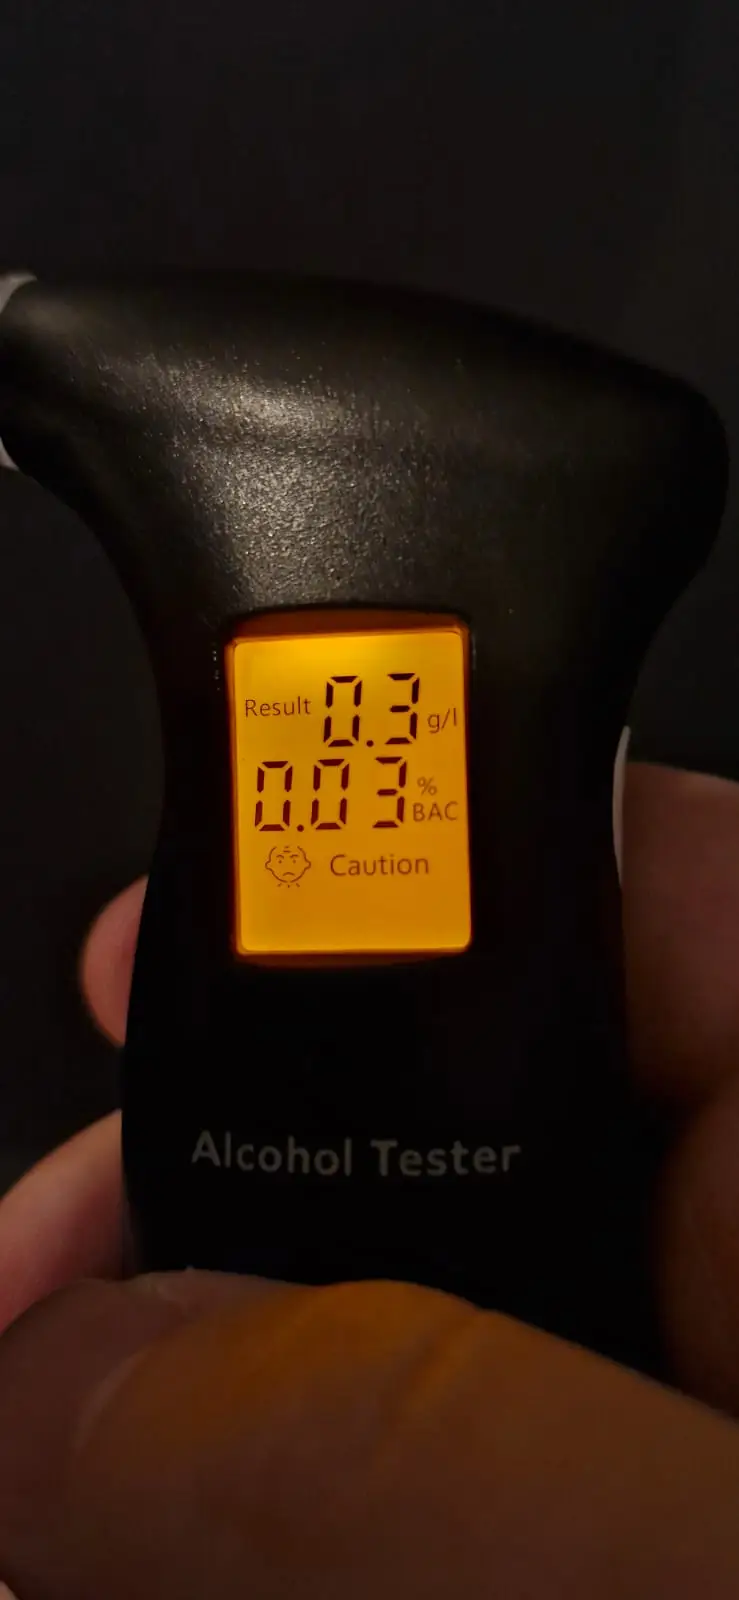 Result 0.3 g/l
0.03 % BAC
Caution
Alcohol Tester